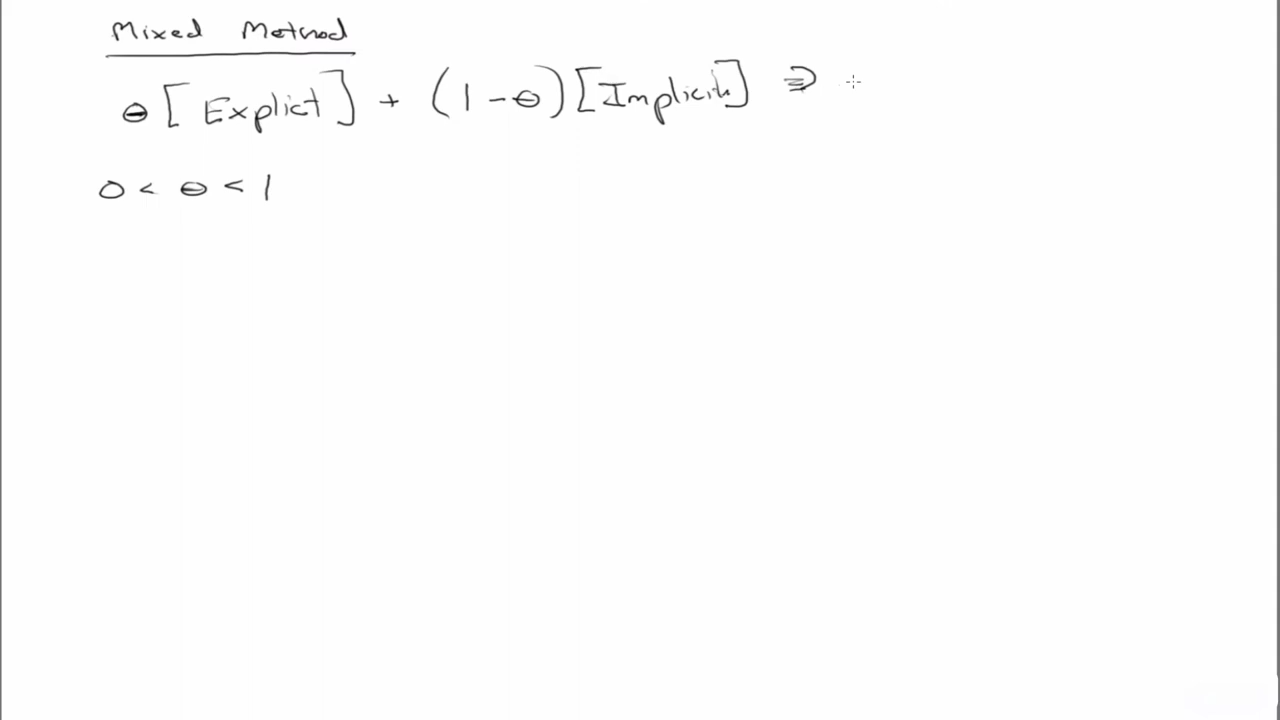 Mixed Method
θ [Explict] + (1 - θ) [Implicit] ⇒
0 < θ < 1